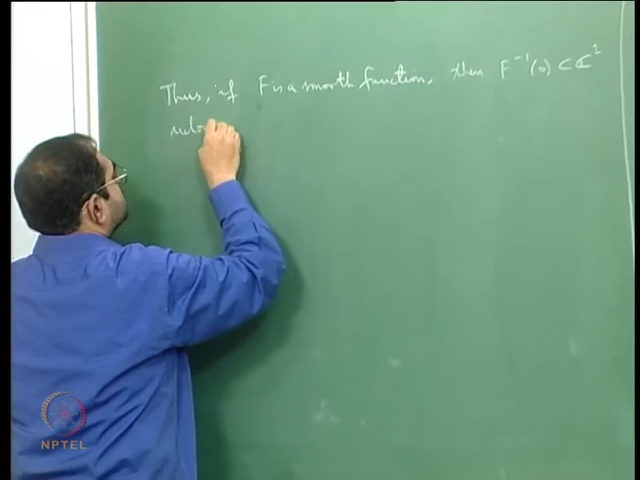 Thus, if F is a smooth function, then F⁻¹(0) ⊂ ℂ²
NPTEL